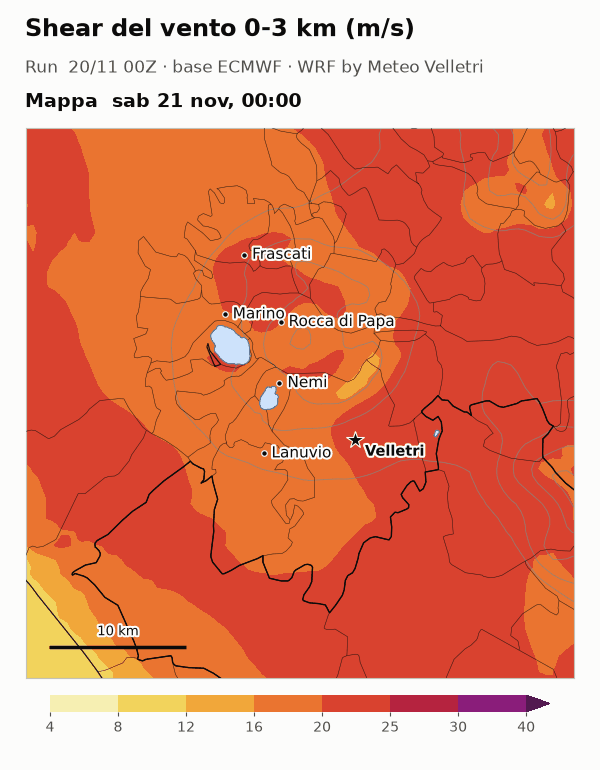 Shear del vento 0-3 km (m/s)
Run  20/11 00Z · base ECMWF · WRF by Meteo Velletri
Mappa  sab 21 nov, 00:00
Frascati
Marino
Rocca di Papa
Nemi
Velletri
Lanuvio
10 km
4 8 12 16 20 25 30 40